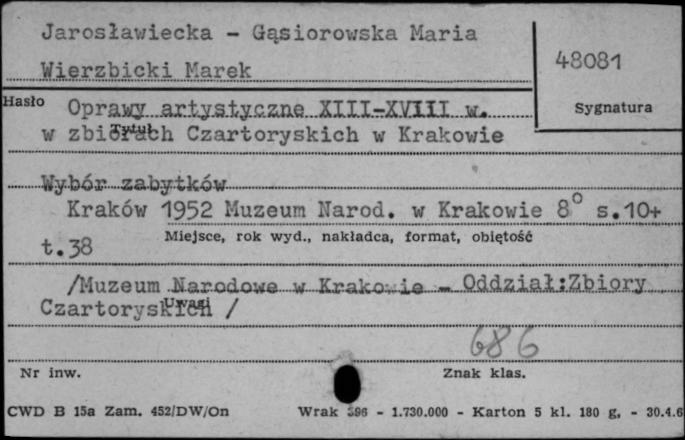 Jarosławiecka - Gąsiorowska Maria
48081
Wierzbicki Marek
Hasło Oprawy artystyczne XIII-XVIII w.
Sygnatura
w zbiorach Czartoryskich w Krakowie
Tytuł
Wybór zabytków
Kraków 1952 Muzeum Narod. w Krakowie 8° s.10+
t.38
Miejsce, rok wyd., nakładca, format, objętość
/Muzeum Narodowe w Krakowie - Oddział:Zbiory
Czartoryskich /
Uwagi
686
Nr inw.
Znak klas.
CWD B 15a Zam. 452/DW/On Wrak 396 - 1.730.000 - Karton 5 kl. 180 g. - 30.4.6